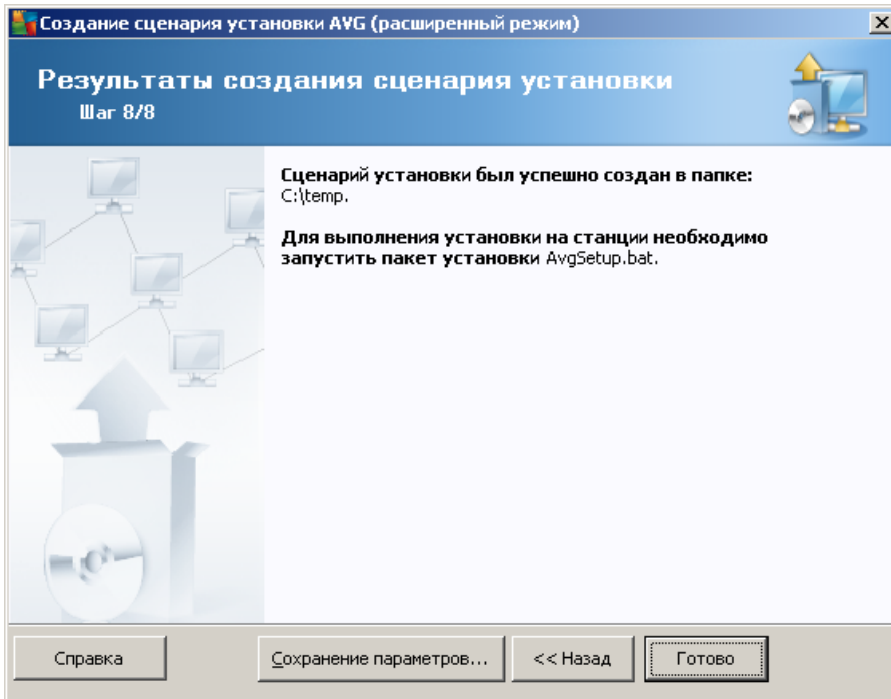 Создание сценария установки AVG (расширенный режим)
Результаты создания сценария установки
Шаг 8/8
Сценарий установки был успешно создан в папке:
C:\temp.
Для выполнения установки на станции необходимо
запустить пакет установки AvgSetup.bat.
Справка
Сохранение параметров...
<< Назад
Готово